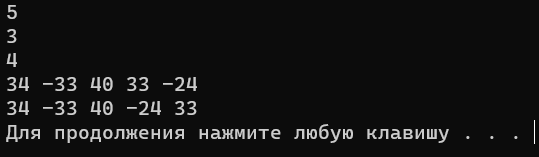 5
3
4
34 -33 40 33 -24
34 -33 40 -24 33
Для продолжения нажмите любую клавишу . . .